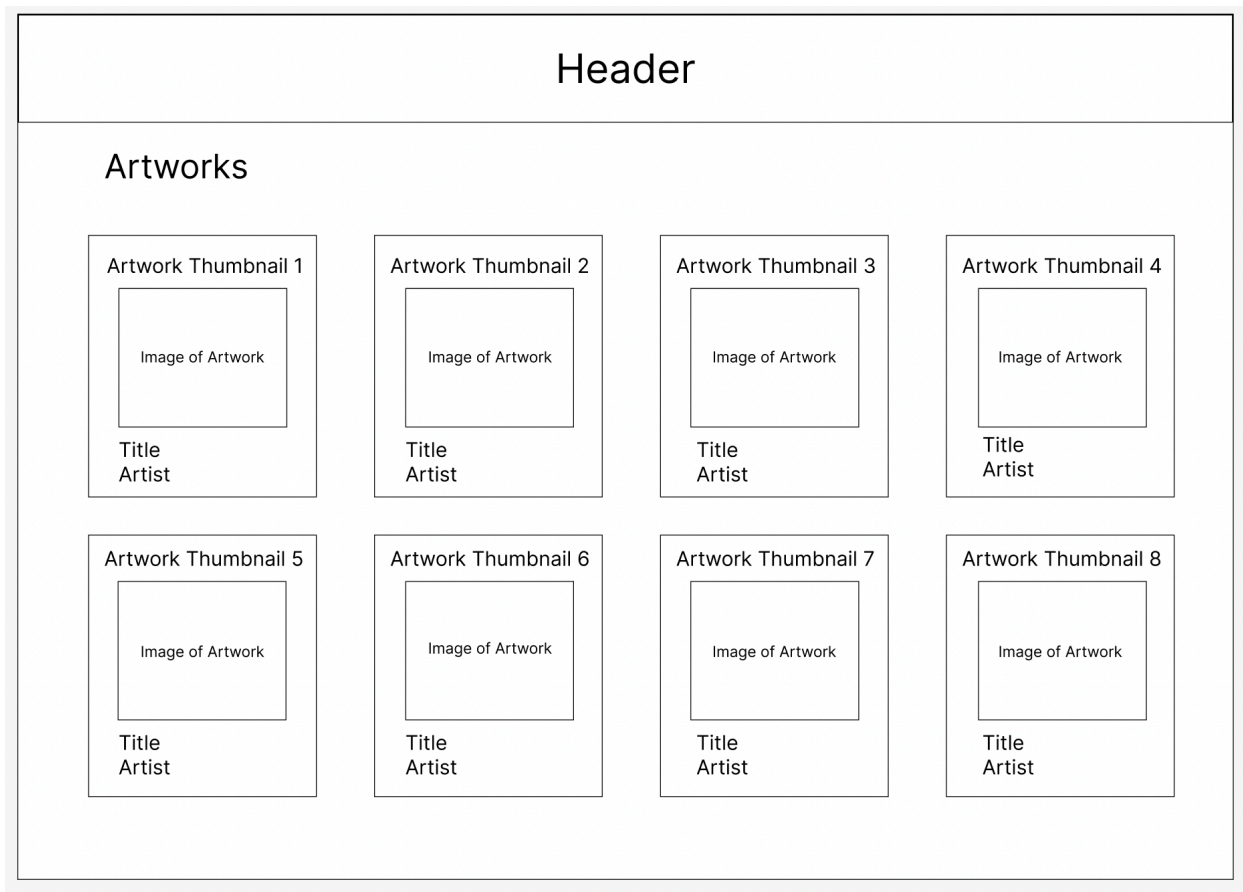 Header
Artworks
Artwork Thumbnail 1
Image of Artwork
Title
Artist
Artwork Thumbnail 2
Image of Artwork
Title
Artist
Artwork Thumbnail 3
Image of Artwork
Title
Artist
Artwork Thumbnail 4
Image of Artwork
Title
Artist
Artwork Thumbnail 5
Image of Artwork
Title
Artist
Artwork Thumbnail 6
Image of Artwork
Title
Artist
Artwork Thumbnail 7
Image of Artwork
Title
Artist
Artwork Thumbnail 8
Image of Artwork
Title
Artist